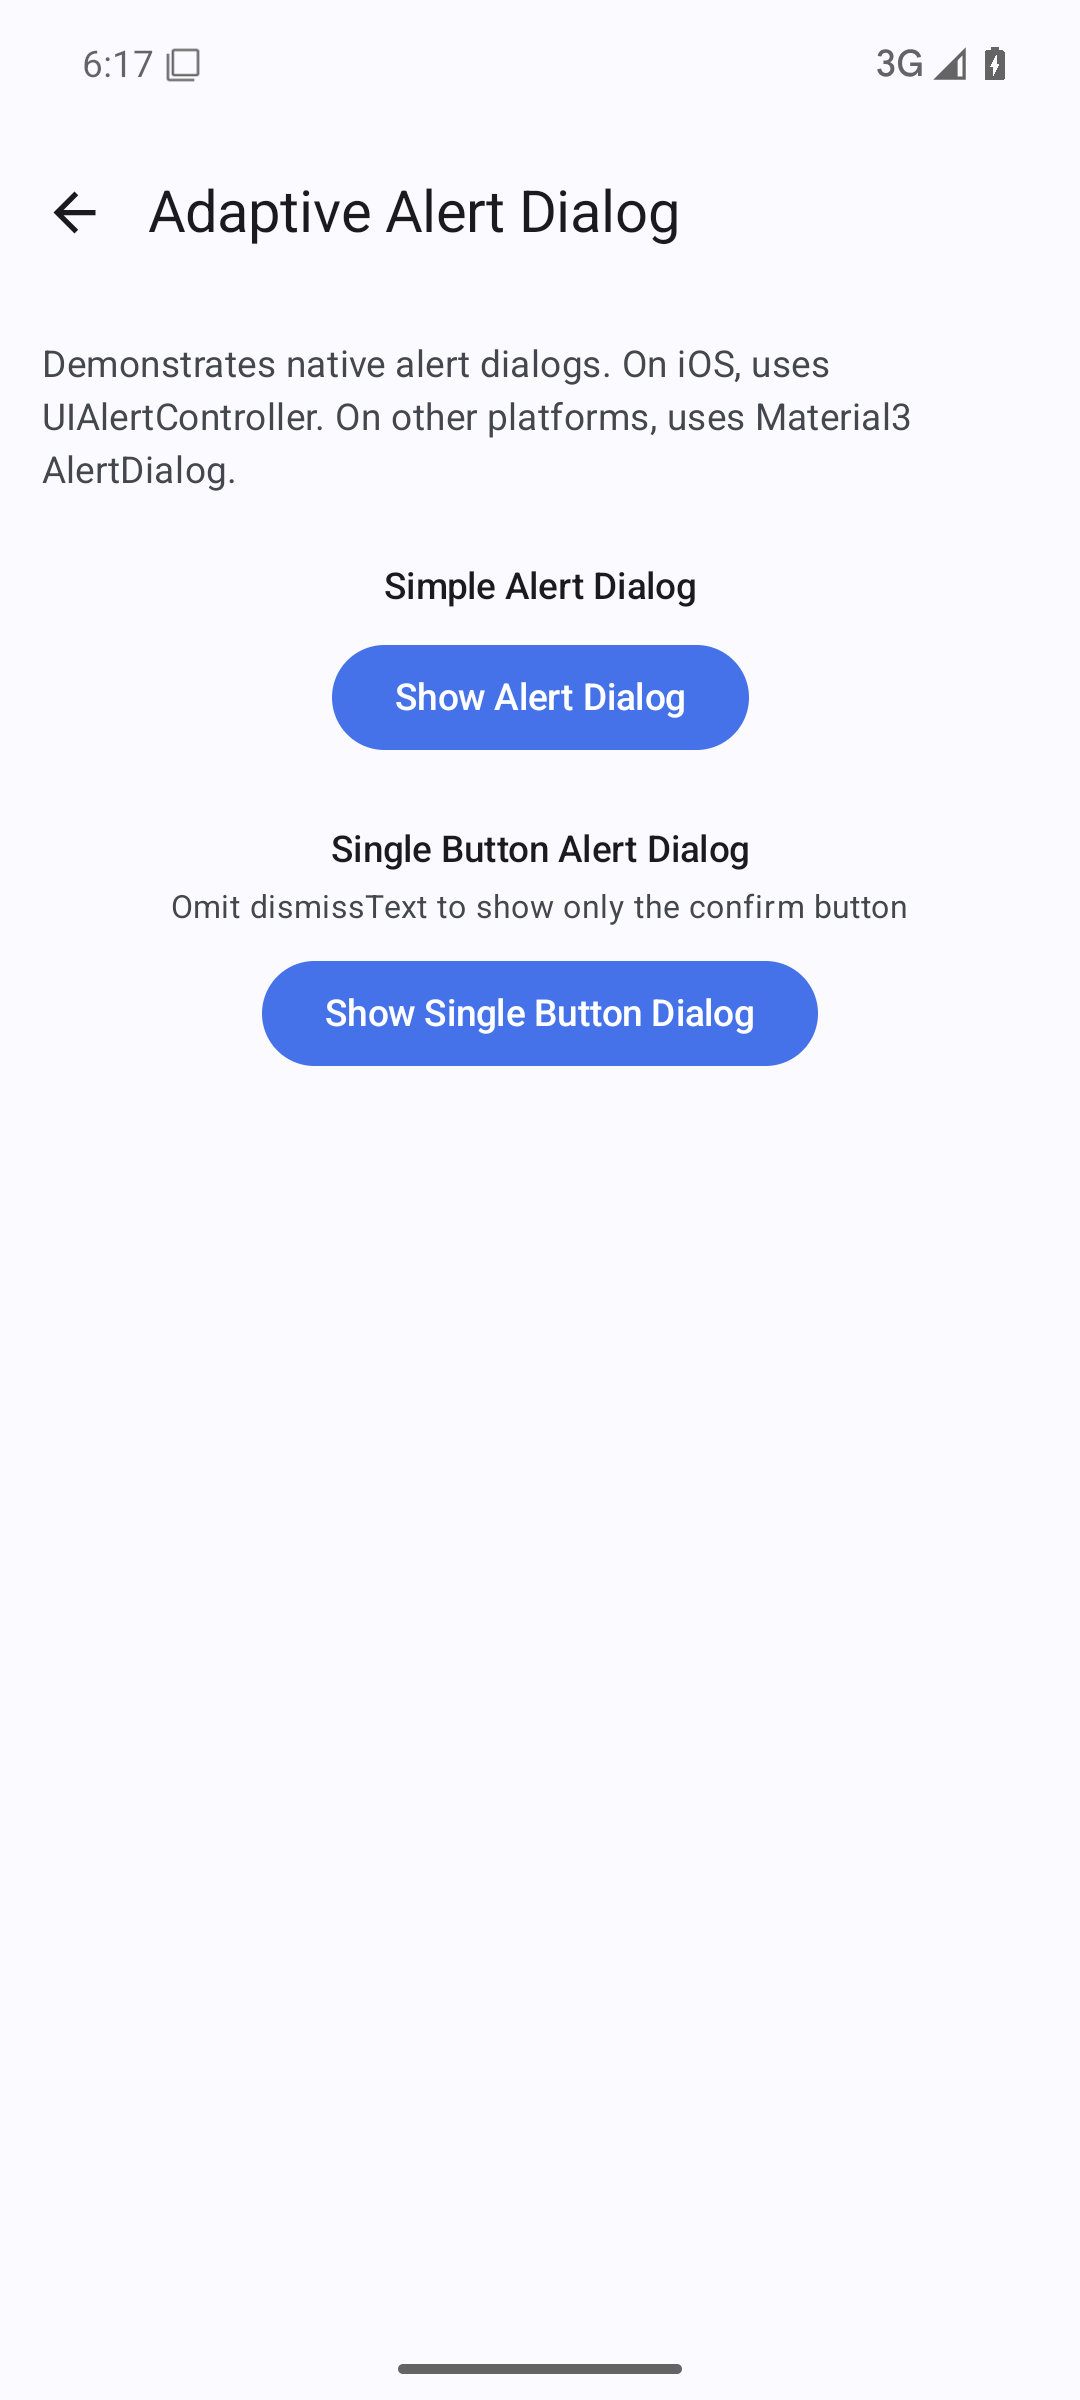 6:17
3G
Adaptive Alert Dialog
Demonstrates native alert dialogs. On iOS, uses
UIAlertController. On other platforms, uses Material3
AlertDialog.
Simple Alert Dialog
Show Alert Dialog
Single Button Alert Dialog
Omit dismissText to show only the confirm button
Show Single Button Dialog